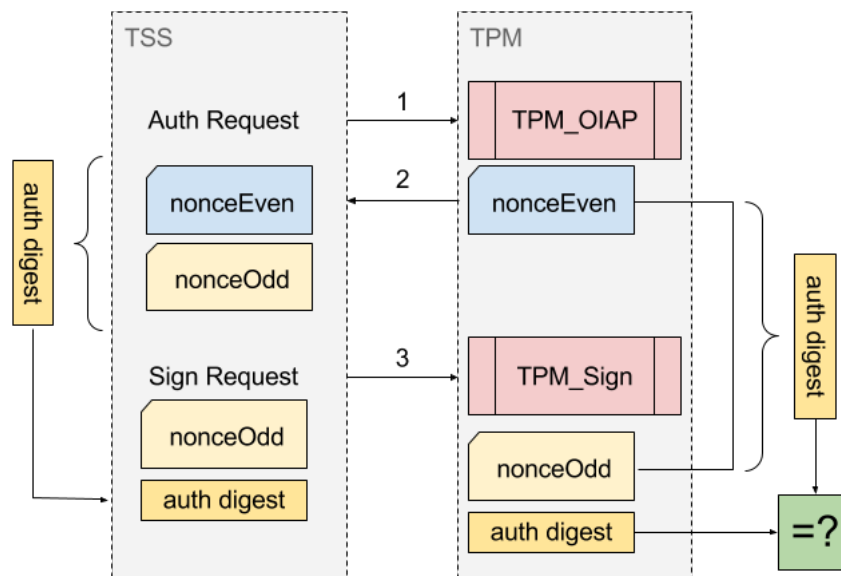 TSS
TPM
1
Auth Request
TPM_OIAP
2
nonceEven
nonceEven
auth digest
nonceOdd
auth digest
3
Sign Request
TPM_Sign
nonceOdd
nonceOdd
auth digest
auth digest
=?